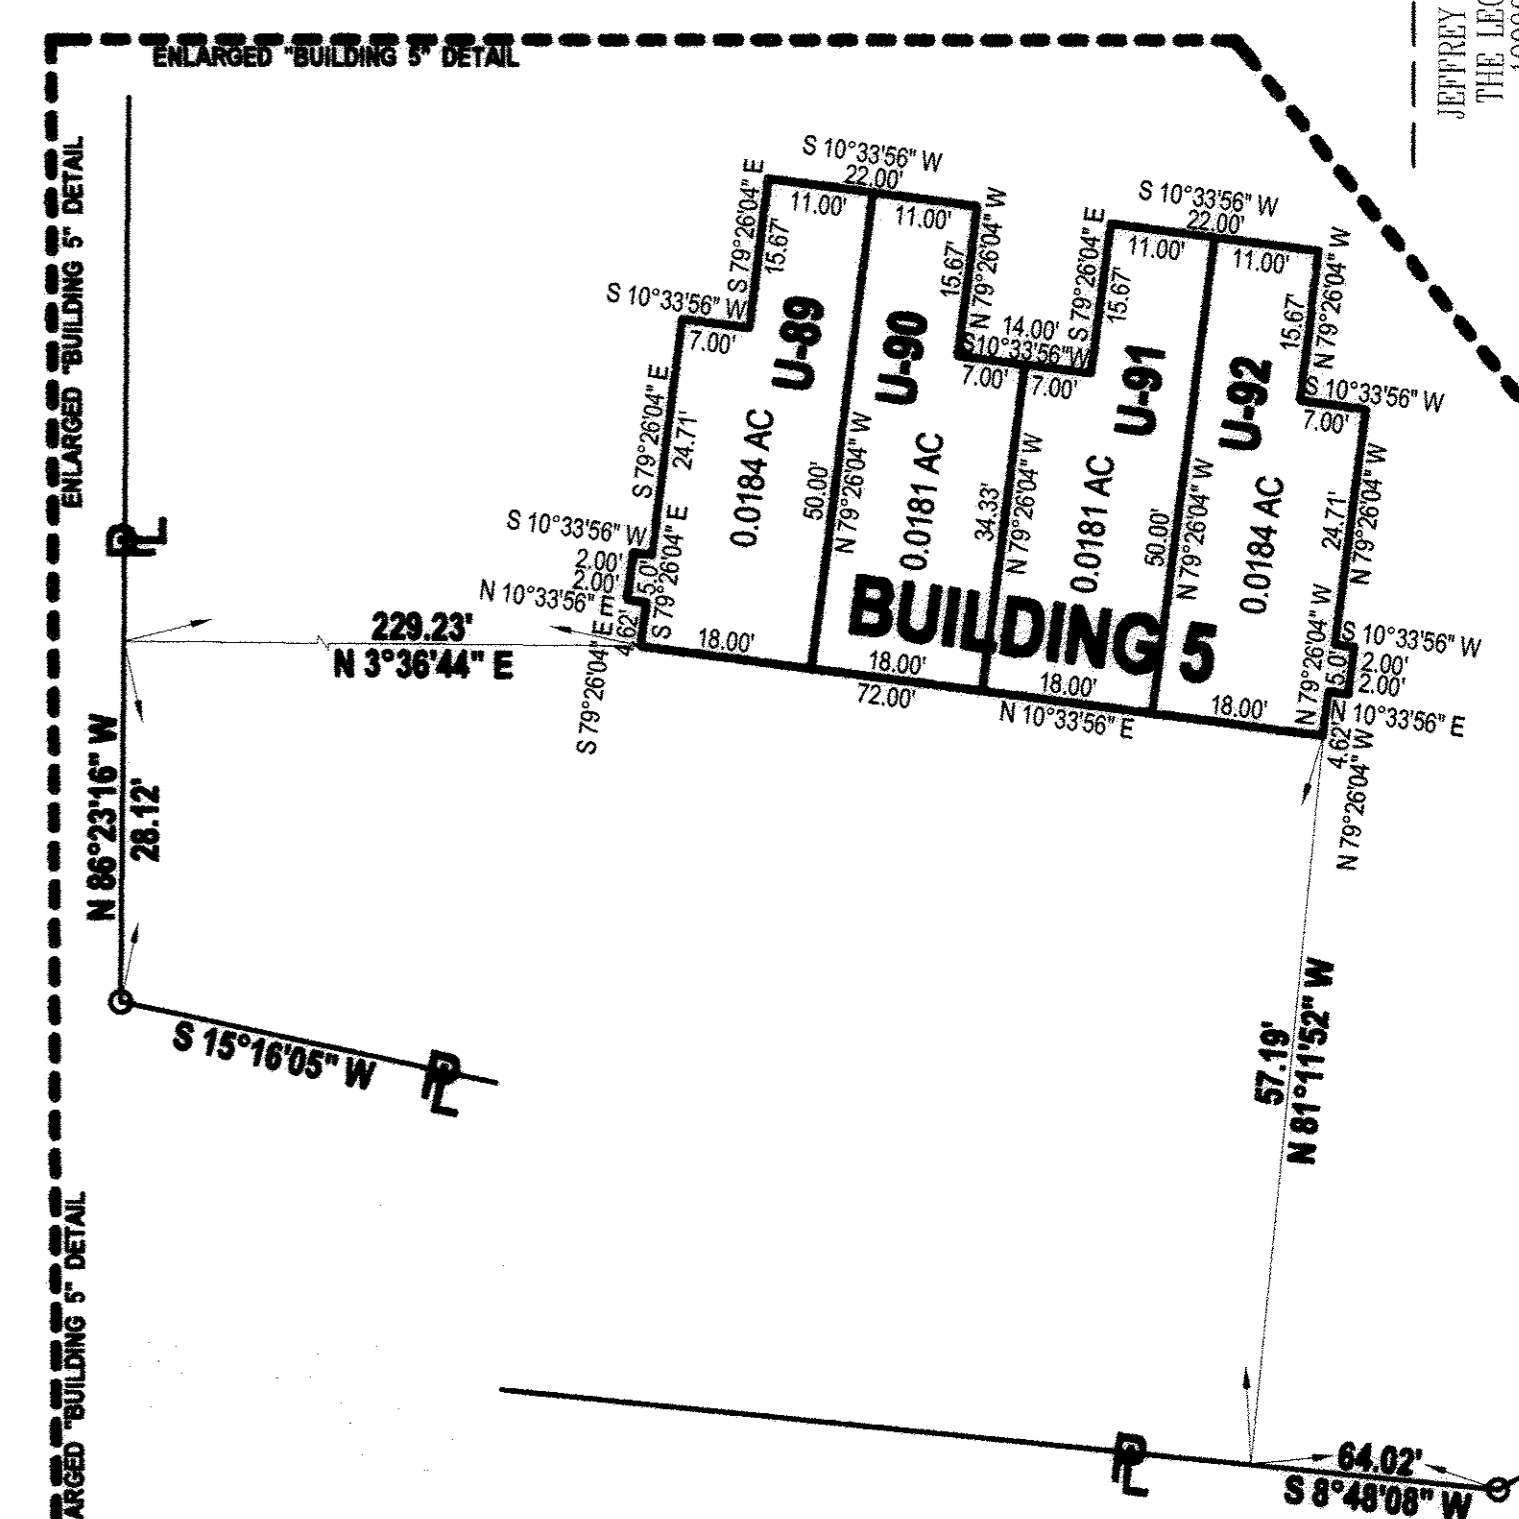 JEFFREY
THE LEG
ENLARGED "BUILDING 5" DETAIL
ENLARGED "BUILDING 5" DETAIL
S 10°33'56" W
22.00'
11.00'
11.00'
S 79°26'04" E
15.67'
15.67'
N 79°26'04" W
S 10°33'56" W
22.00'
11.00'
11.00'
S 79°26'04" E
15.67'
15.67'
N 79°26'04" W
S 10°33'56" W
7.00'
14.00'
S10°33'56"W
7.00'
7.00'
S 10°33'56" W
7.00'
U-89
U-90
U-91
U-92
S 79°26'04" E
24.71'
0.0184 AC
50.00'
N 79°26'04" W
0.0181 AC
34.33'
N 79°26'04" W
0.0181 AC
50.00'
N 79°26'04" W
0.0184 AC
24.71'
N 79°26'04" W
S 10°33'56" W
2.00'
2.00'
N 10°33'56" E
5.0'
S 79°26'04" E
4.62'
S 79°26'04" E
BUILDING 5
18.00'
18.00'
18.00'
18.00'
72.00'
N 10°33'56" E
N 79°26'04" W
S 10°33'56" W
5.0'
2.00'
2.00'
N 10°33'56" E
4.62'
N 79°26'04" W
PL
229.23'
N 3°36'44" E
N 86°23'16" W
28.12'
S 15°16'05" W
PL
57.19'
N 81°11'52" W
ARGED "BUILDING 5" DETAIL
PL
64.02'
S 8°48'08" W